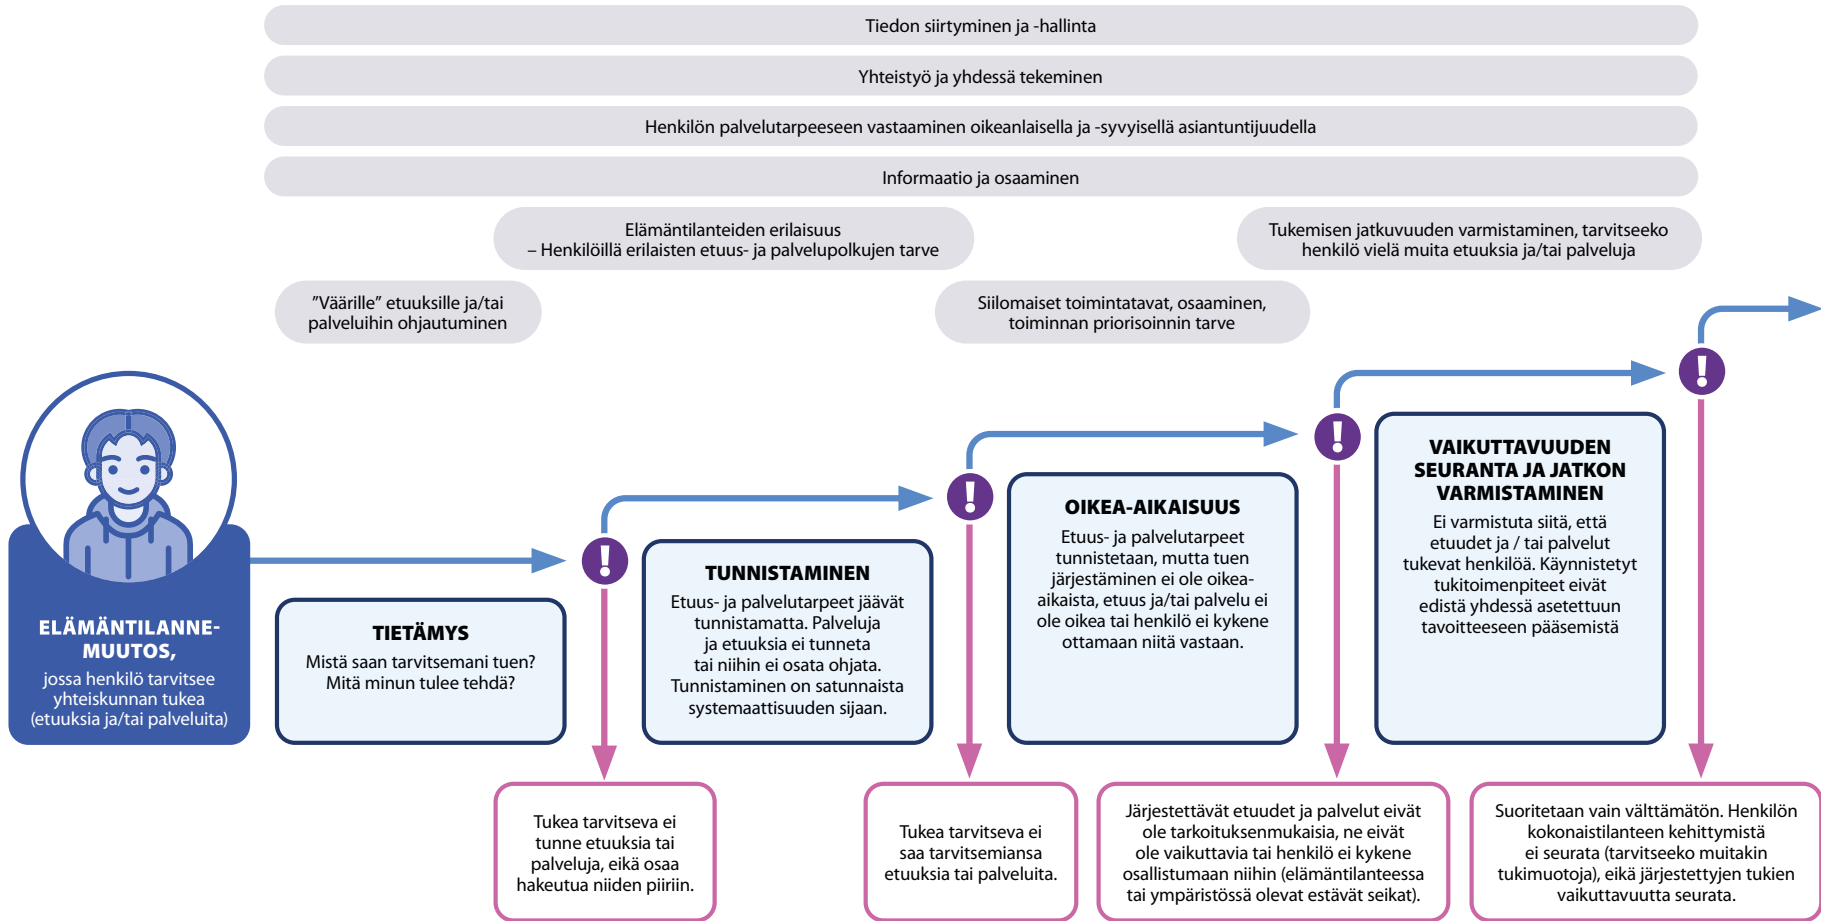 Tiedon siirtyminen ja -hallinta
Yhteistyö ja yhdessä tekeminen
Henkilön palvelutarpeeseen vastaaminen oikeanlaisella ja -syvyisellä asiantuntijuudella
Informaatio ja osaaminen
Elämäntilanteiden erilaisuus
– Henkilöillä erilaisten etuus- ja palvelupolkujen tarve
Tukemisen jatkuvuuden varmistaminen, tarvitseeko
henkilö vielä muita etuuksia ja/tai palveluja
”Väärille” etuuksille ja/tai
palveluihin ohjautuminen
Siilomaiset toimintatavat, osaaminen,
toiminnan priorisoinnin tarve
ELÄMÄNTILANNE-
MUUTOS,
jossa henkilö tarvitsee
yhteiskunnan tukea
(etuuksia ja/tai palveluita)
TIETÄMYS
Mistä saan tarvitsemani tuen?
Mitä minun tulee tehdä?
TUNNISTAMINEN
Etuus- ja palvelutarpeet jäävät
tunnistamatta. Palveluja
ja etuuksia ei tunneta
tai niihin ei osata ohjata.
Tunnistaminen on satunnaista
systemaattisuuden sijaan.
OIKEA-AIKAISUUS
Etuus- ja palvelutarpeet
tunnistetaan, mutta tuen
järjestäminen ei ole oikea-
aikaista, etuus ja/tai palvelu ei
ole oikea tai henkilö ei kykene
ottamaan niitä vastaan.
VAIKUTTAVUUDEN
SEURANTA JA JATKON
VARMISTAMINEN
Ei varmistuta siitä, että
etuudet ja / tai palvelut
tukevat henkilöä. Käynnistetyt
tukitoimenpiteet eivät
edistä yhdessä asetettuun
tavoitteeseen pääsemistä
Tukea tarvitseva ei
tunne etuuksia tai
palveluja, eikä osaa
hakeutua niiden piiriin.
Tukea tarvitseva ei
saa tarvitsemiansa
etuuksia tai palveluita.
Järjestettävät etuudet ja palvelut eivät
ole tarkoituksenmukaisia, ne eivät
ole vaikuttavia tai henkilö ei kykene
osallistumaan niihin (elämäntilanteessa
tai ympäristössä olevat estävät seikat).
Suoritetaan vain välttämätön. Henkilön
kokonaistilanteen kehittymistä
ei seurata (tarvitseeko muitakin
tukimuotoja), eikä järjestettyjen tukien
vaikuttavuutta seurata.